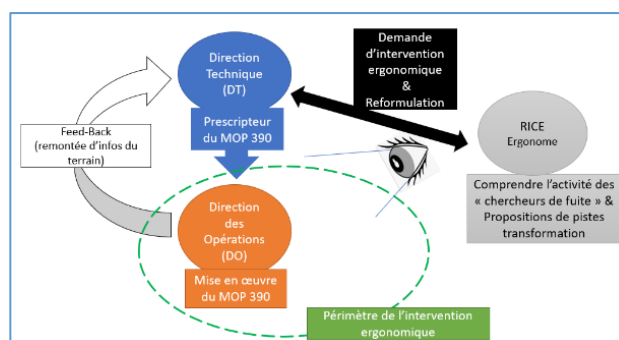 Demande
d'intervention
ergonomique
&
Reformulation
Direction
Technique
(DT)
Prescripteur
du MOP 390
Feed-Back
(remontée d'infos du
terrain)
RICE
Ergonome
Comprendre l'activité des
« chercheurs de fuite » &
Propositions de pistes
transformation
Direction
des
Opérations
(DO)
Mise en œuvre
du MOP 390
Périmètre de l'intervention
ergonomique